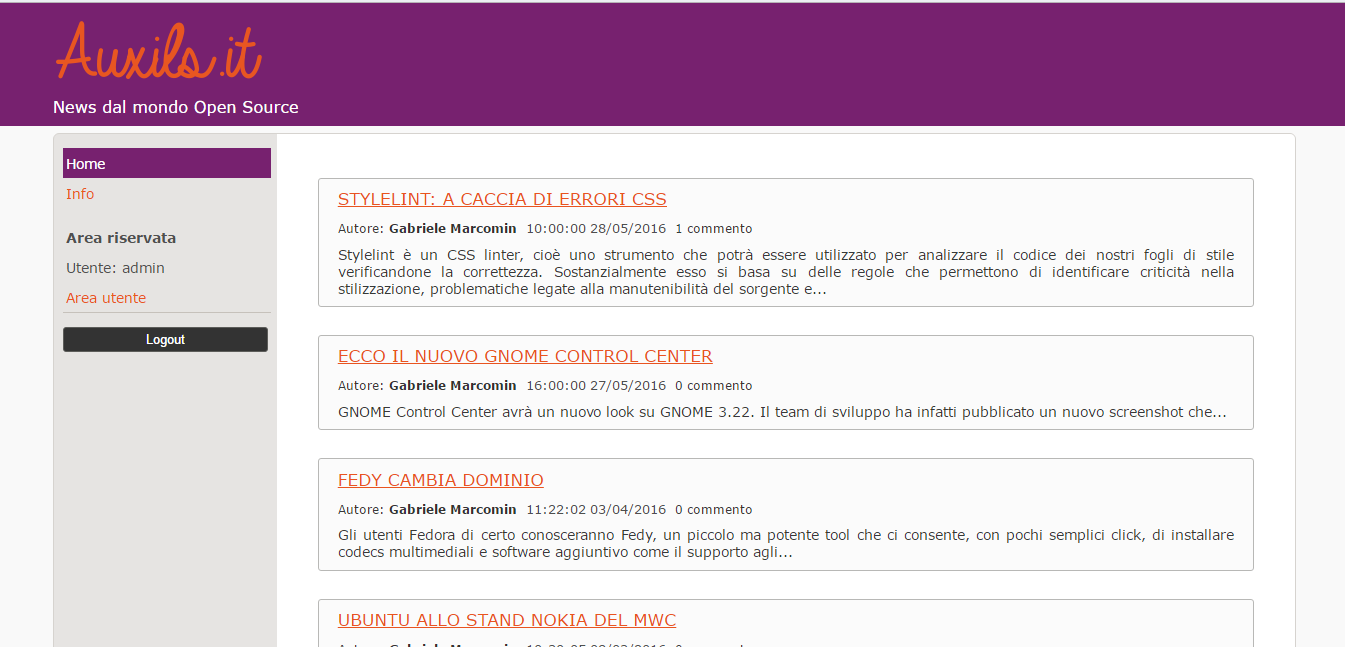 Auxils.it
News dal mondo Open Source
Home
Info
Area riservata
Utente: admin
Area utente
Logout
STYLELINT: A CACCIA DI ERRORI CSS
Autore: Gabriele Marcomin 10:00:00 28/05/2016 1 commento
Stylelint è un CSS linter, cioè uno strumento che potrà essere utilizzato per analizzare il codice dei nostri fogli di stile
verificandone la correttezza. Sostanzialmente esso si basa su delle regole che permettono di identificare criticità nella
stilizzazione, problematiche legate alla manutenibilità del sorgente e...
ECCO IL NUOVO GNOME CONTROL CENTER
Autore: Gabriele Marcomin 16:00:00 27/05/2016 0 commento
GNOME Control Center avrà un nuovo look su GNOME 3.22. Il team di sviluppo ha infatti pubblicato un nuovo screenshot che...
FEDY CAMBIA DOMINIO
Autore: Gabriele Marcomin 11:22:02 03/04/2016 0 commento
Gli utenti Fedora di certo conosceranno Fedy, un piccolo ma potente tool che ci consente, con pochi semplici click, di installare
codecs multimediali e software aggiuntivo come il supporto agli...
UBUNTU ALLO STAND NOKIA DEL MWC